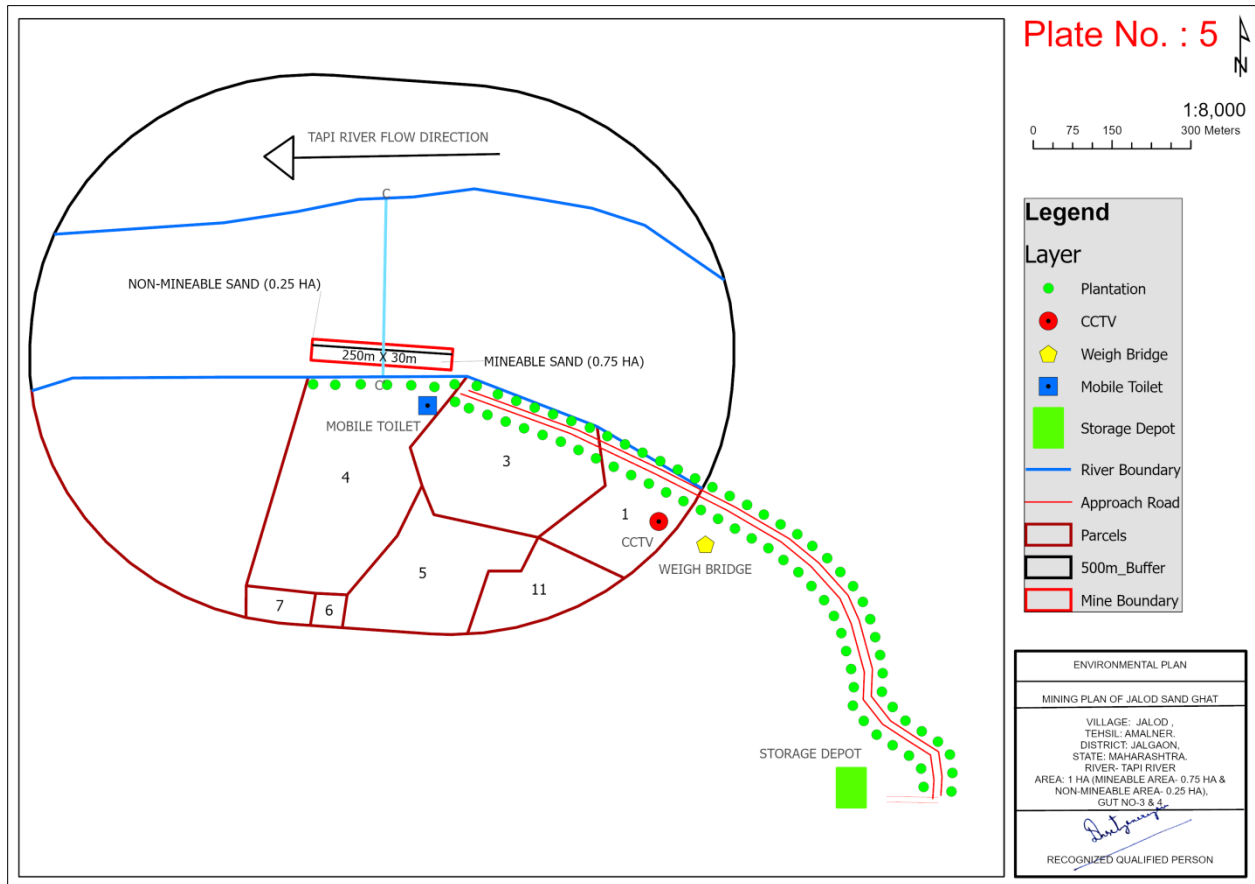 Plate No. : 5
N
1:8,000
0 75 150 300 Meters
TAPI RIVER FLOW DIRECTION
C
NON-MINEABLE SAND (0.25 HA)
250m X 30m
MINEABLE SAND (0.75 HA)
C'
MOBILE TOILET
4
3
1
CCTV
WEIGH BRIDGE
5
11
7
6
STORAGE DEPOT
Legend
Layer
Plantation
CCTV
Weigh Bridge
Mobile Toilet
Storage Depot
River Boundary
Approach Road
Parcels
500m_Buffer
Mine Boundary
ENVIRONMENTAL PLAN
MINING PLAN OF JALOD SAND GHAT
VILLAGE: JALOD ,
TEHSIL: AMALNER.
DISTRICT: JALGAON,
STATE: MAHARASHTRA.
RIVER- TAPI RIVER
AREA: 1 HA (MINEABLE AREA- 0.75 HA &
NON-MINEABLE AREA- 0.25 HA),
GUT NO-3 & 4
RECOGNIZED QUALIFIED PERSON